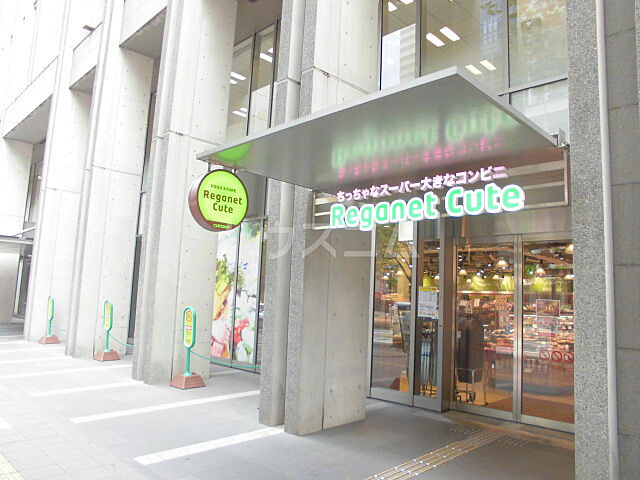 FOOD STORE
Reganet
Cute
ちっちゃなスーパー大きなコンビニ
Reganet Cute